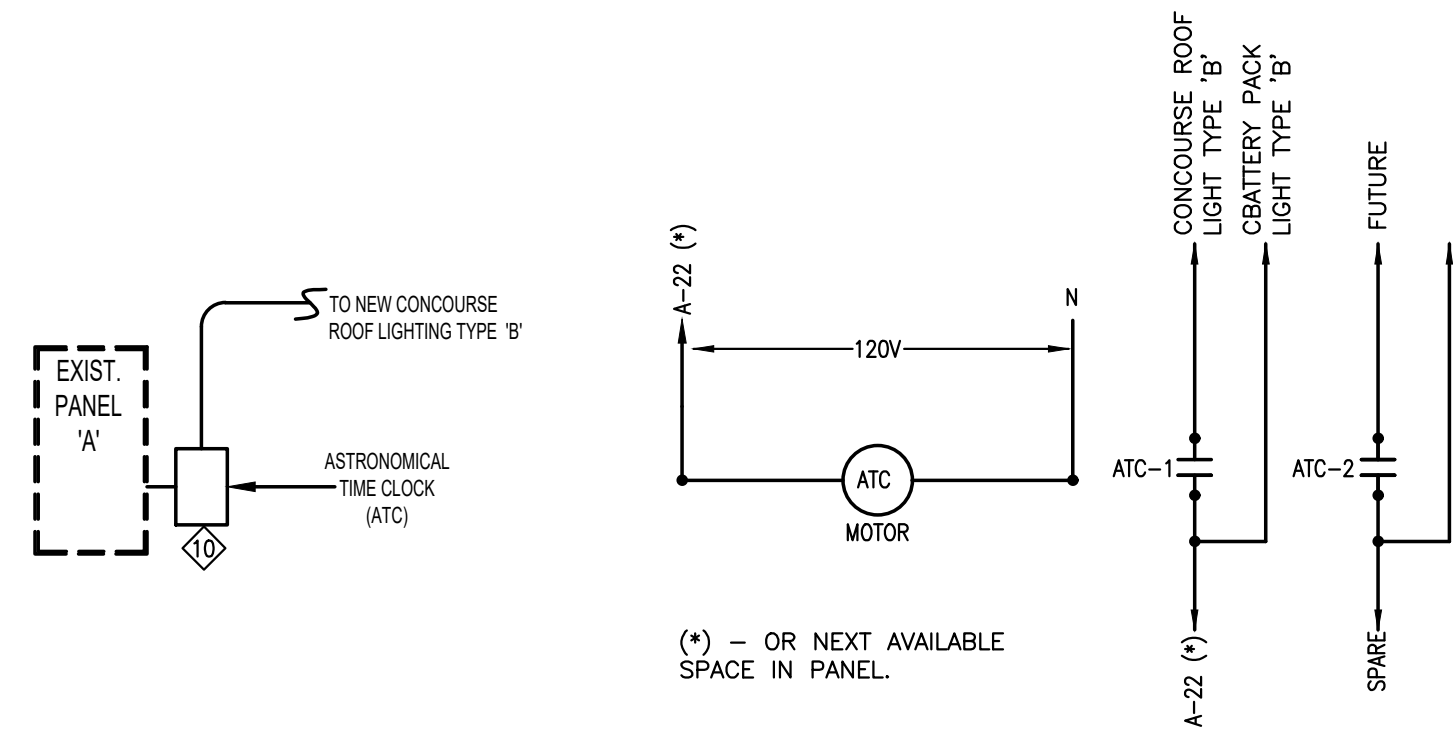 TO NEW CONCOURSE
ROOF LIGHTING TYPE 'B'
EXIST.
PANEL
'A'
ASTRONOMICAL
TIME CLOCK
(ATC)
10
A-22 (*)
N
120V
ATC
MOTOR
(*) - OR NEXT AVAILABLE
SPACE IN PANEL.
CONCOURSE ROOF
LIGHT TYPE 'B'
CBATTERY PACK
LIGHT TYPE 'B'
ATC-1
A-22 (*)
FUTURE
ATC-2
SPARE